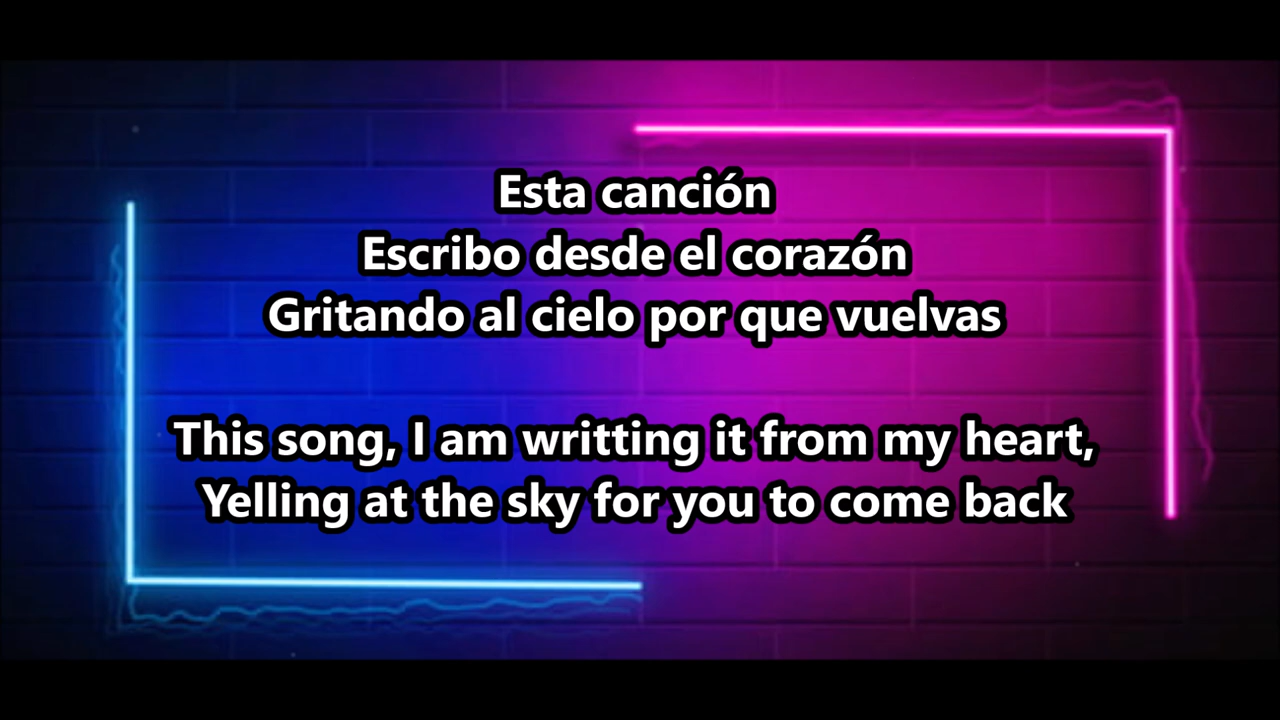 Esta canción
Escribo desde el corazón
Gritando al cielo por que vuelvas
This song, I am writting it from my heart,
Yelling at the sky for you to come back